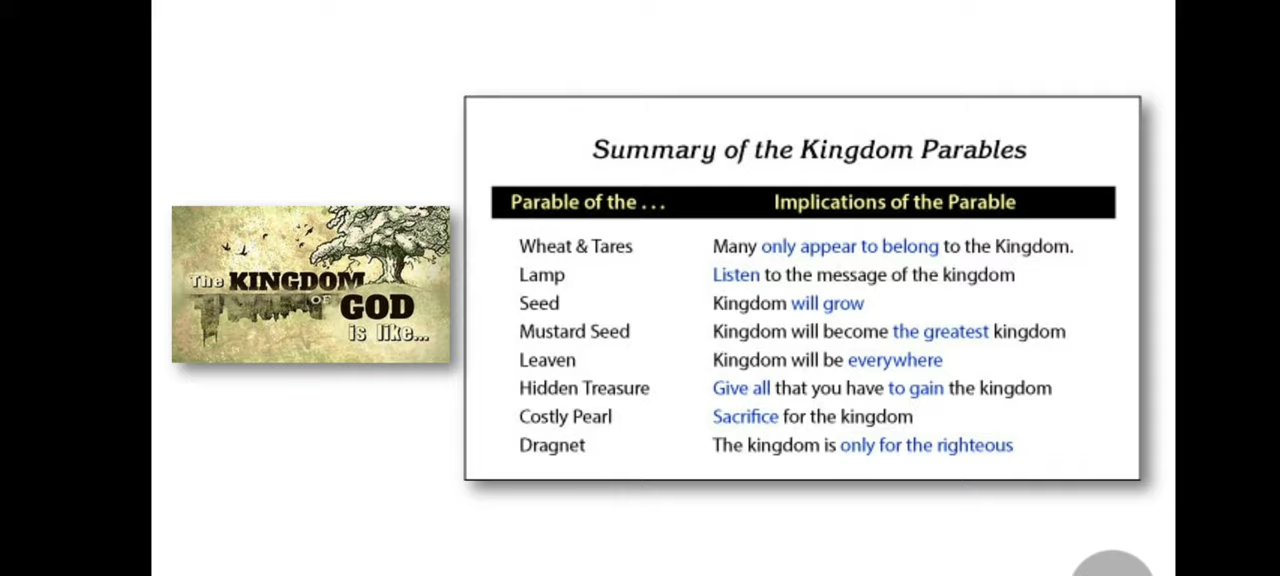 The KINGDOM
OF GOD
is like...
Summary of the Kingdom Parables
Parable of the . . . Implications of the Parable
Wheat & Tares Many only appear to belong to the Kingdom.
Lamp Listen to the message of the kingdom
Seed Kingdom will grow
Mustard Seed Kingdom will become the greatest kingdom
Leaven Kingdom will be everywhere
Hidden Treasure Give all that you have to gain the kingdom
Costly Pearl Sacrifice for the kingdom
Dragnet The kingdom is only for the righteous